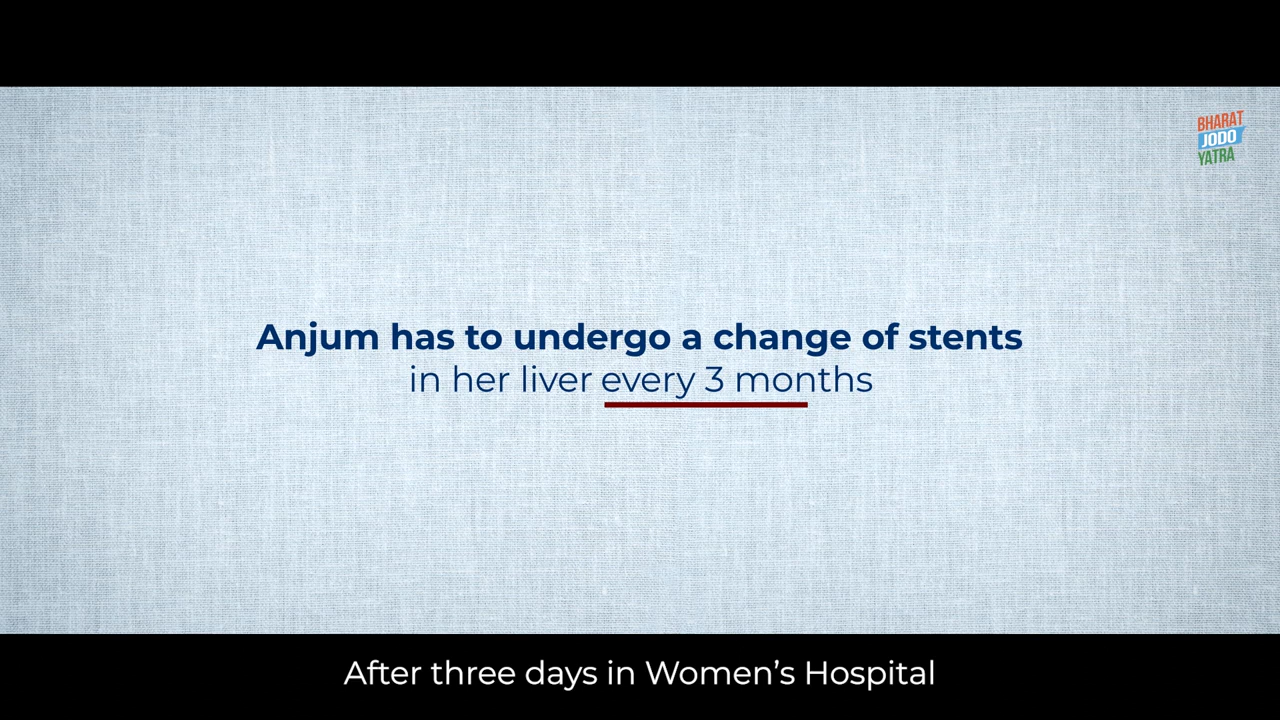 BHARAT
JODO
YATRA
Anjum has to undergo a change of stents
in her liver every 3 months
After three days in Women’s Hospital